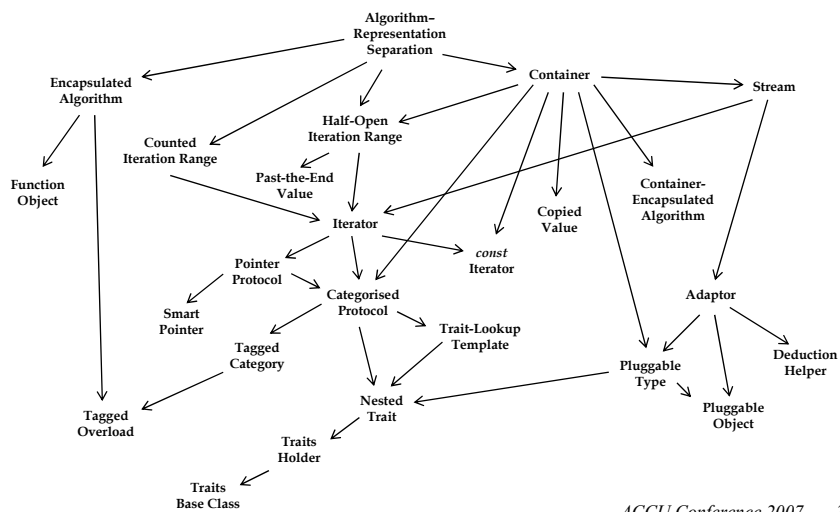 Algorithm–
Representation
Separation
Container
Encapsulated
Algorithm
Stream
Half-Open
Iteration Range
Counted
Iteration Range
Past-the-End
Value
Function
Object
Container-
Encapsulated
Algorithm
Copied
Value
Iterator
const
Iterator
Pointer
Protocol
Categorised
Protocol
Adaptor
Smart
Pointer
Trait-Lookup
Template
Tagged
Category
Deduction
Helper
Pluggable
Type
Nested
Trait
Pluggable
Object
Tagged
Overload
Traits
Holder
Traits
Base Class
ACCU Conference 2007